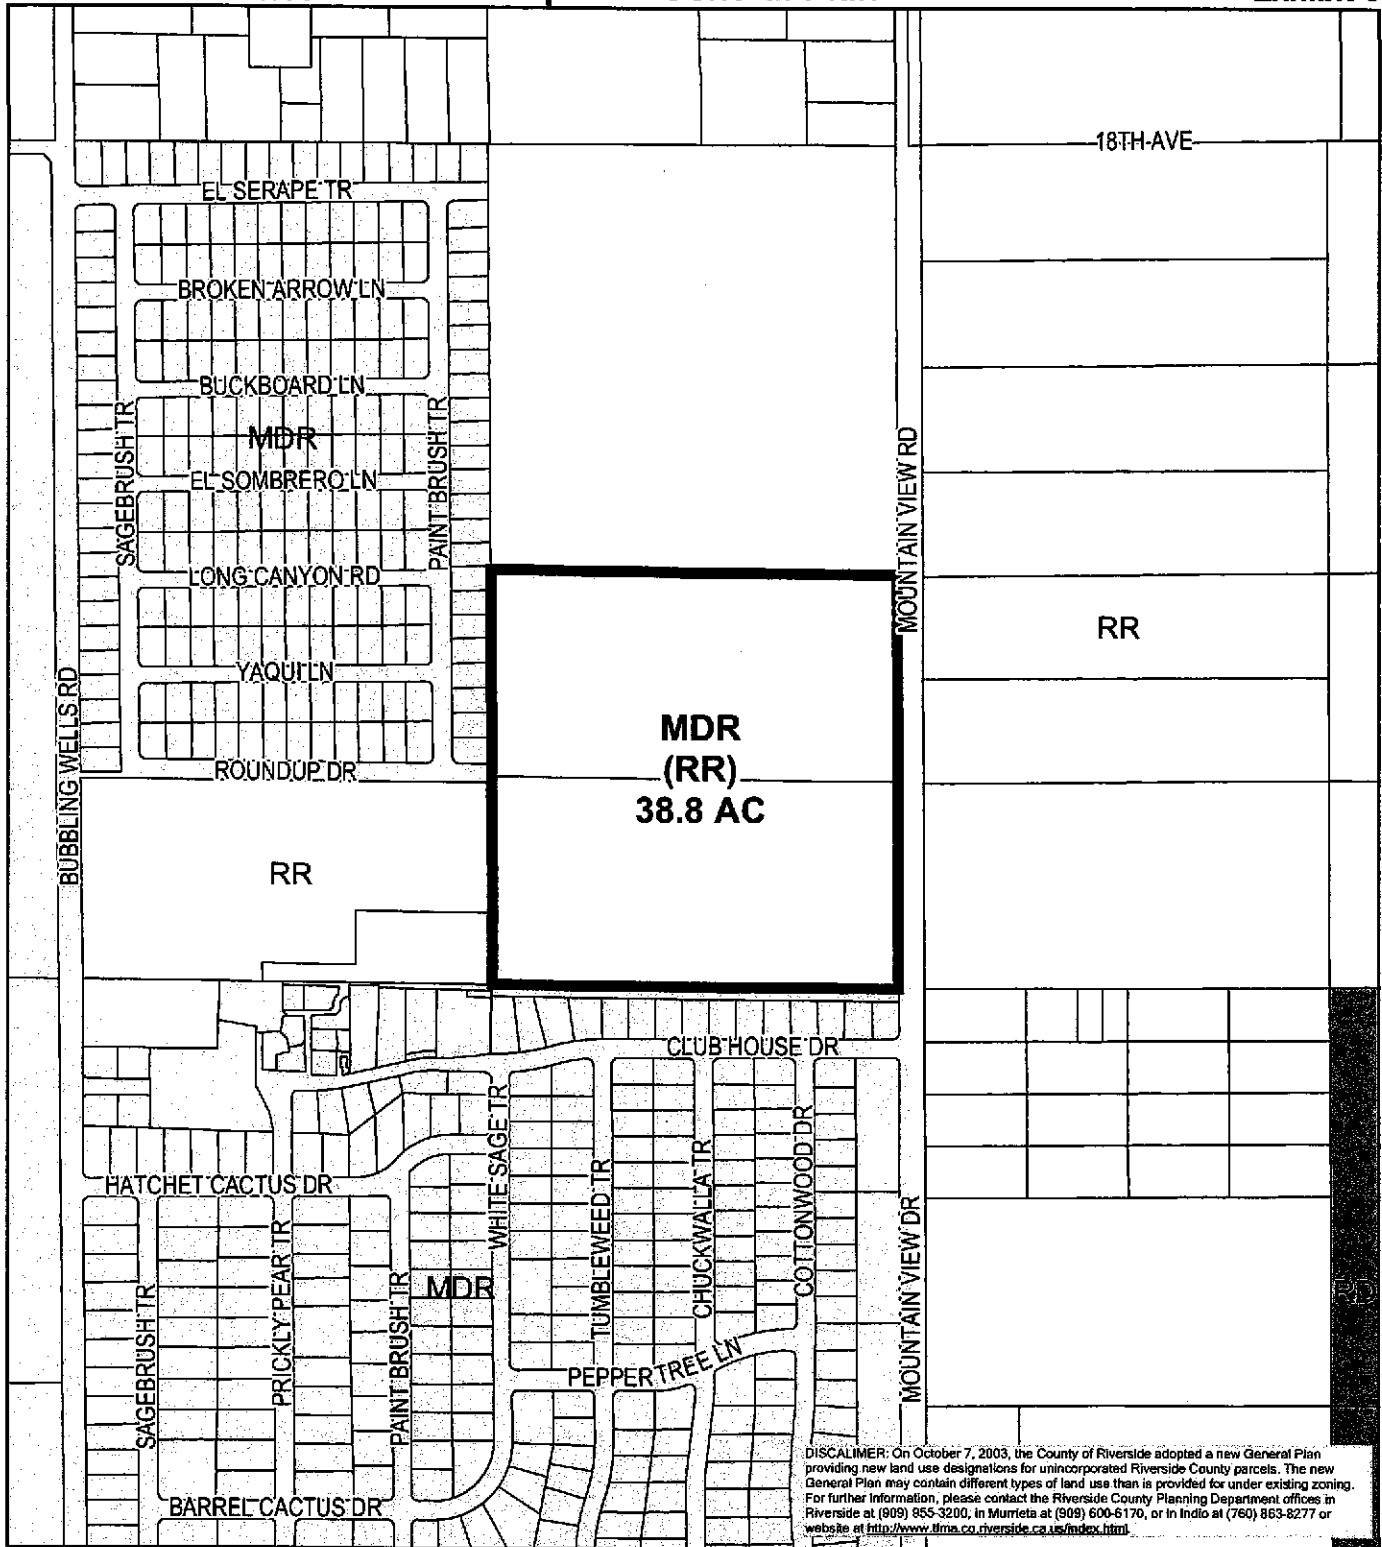 18TH AVE
EL SERAPE TR
BROKEN ARROW LN
BUCKBOARD LN
SAGEBRUSH TR
MDR
PAINT BRUSH TR
EL SOMBRERO LN
MOUNTAIN VIEW RD
LONG CANYON RD
RR
YAQUI LN
BUBBLING WELLS RD
MDR
(RR)
38.8 AC
ROUNDUP DR
RR
CLUB HOUSE DR
WHITE SAGE TR
HATCHET CACTUS DR
TUMBLEWEED TR
CHUCKWALLA TR
COTTONWOOD DR
MOUNTAIN VIEW DR
PRICKLY PEAR TR
MDR
SAGEBRUSH TR
PAINT BRUSH TR
RD
PEPPER TREE LN
BARREL CACTUS DR
DISCALIMER: On October 7, 2003, the County of Riverside adopted a new General Plan
providing new land use designations for unincorporated Riverside County parcels. The new
General Plan may contain different types of land use than is provided for under existing zoning.
For further information, please contact the Riverside County Planning Department offices in
Riverside at (909) 955-3200, in Murrieta at (909) 600-6170, or in Indio at (760) 863-8277 or
website at http://www.tlma.co.riverside.ca.us/index.html